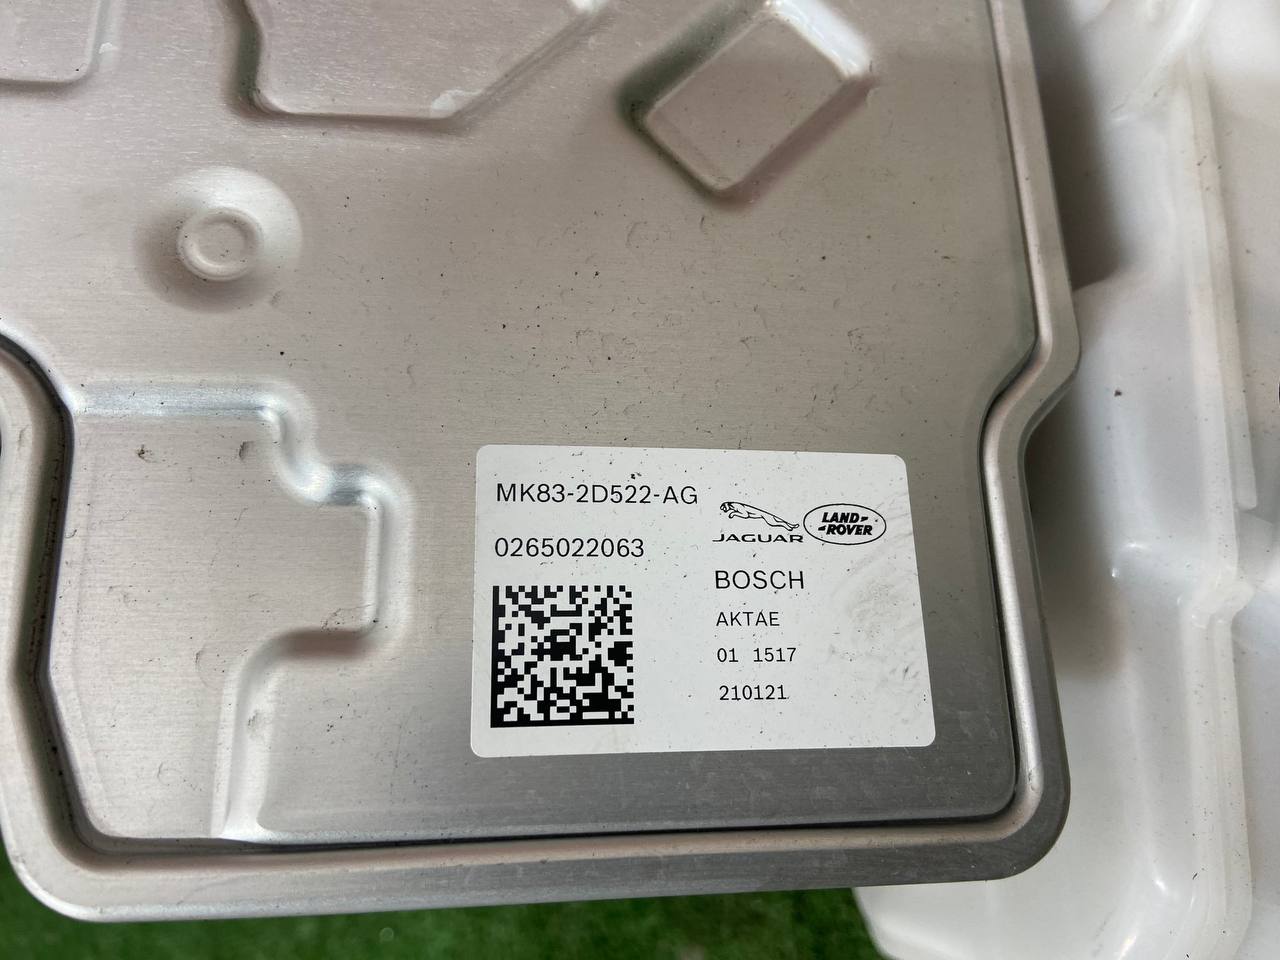 MK83-2D522-AG
0265022063
JAGUAR
LAND-
-ROVER
BOSCH
AKTAE
01 1517
210121